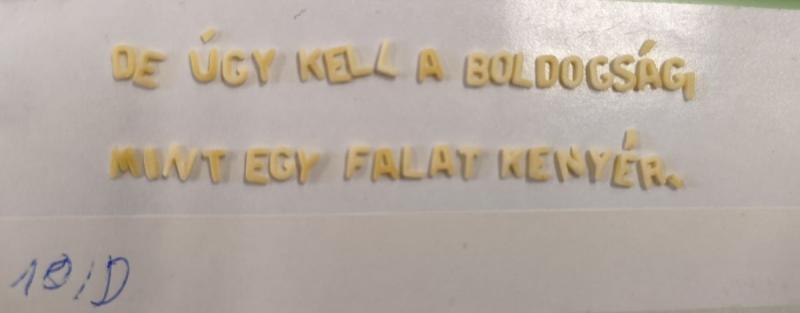 DE ÚGY KELL A BOLDOGSÁG,
MINT EGY FALAT KENYÉR.
10/D